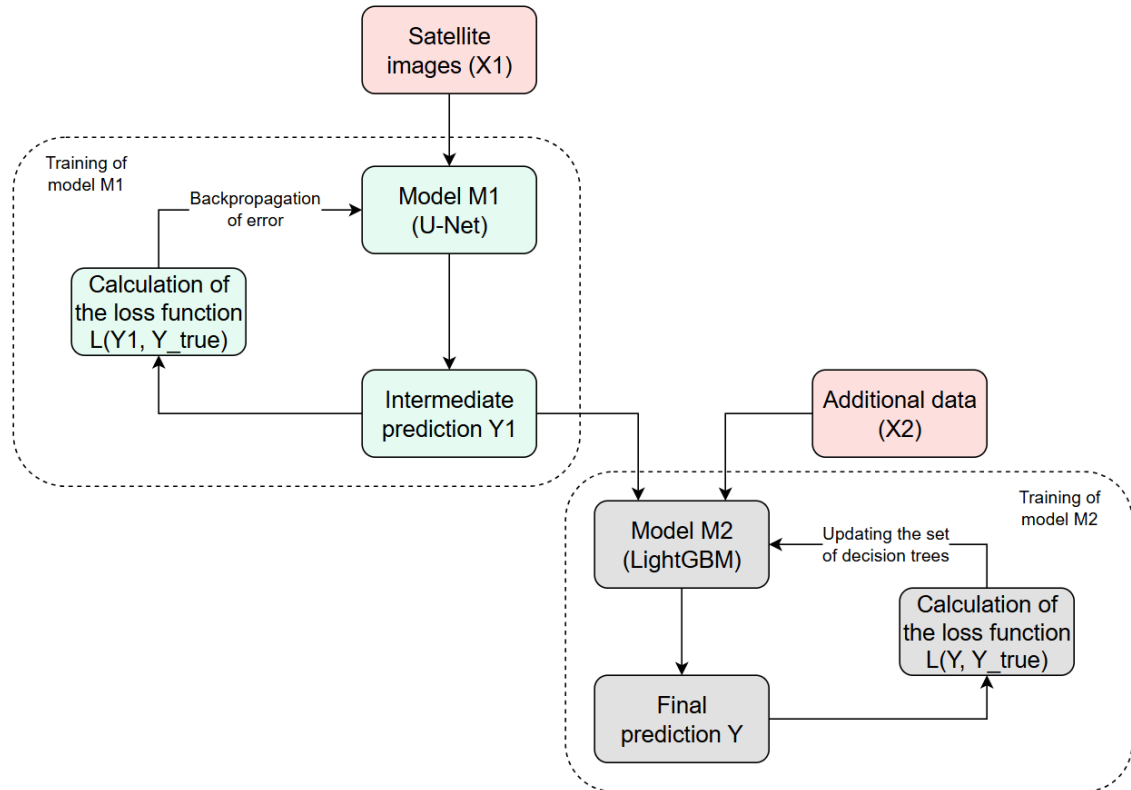 Satellite
images (X1)
Training of
model M1
Model M1
(U-Net)
Backpropagation
of error
Calculation of
the loss function
L(Y1, Y_true)
Intermediate
prediction Y1
Additional data
(X2)
Training of
model M2
Model M2
(LightGBM)
Updating the set
of decision trees
Calculation of
the loss function
L(Y, Y_true)
Final
prediction Y